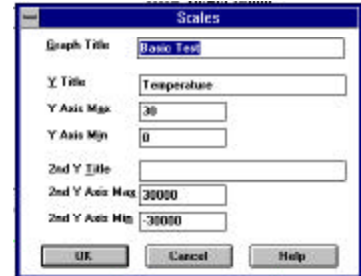 Scales
Graph Title Basic Test
Y Title Temperature
Y Axis Max 30
Y Axis Min 0
2nd Y Title
2nd Y Axis Max 30000
2nd Y Axis Min -30000
OK Cancel Help